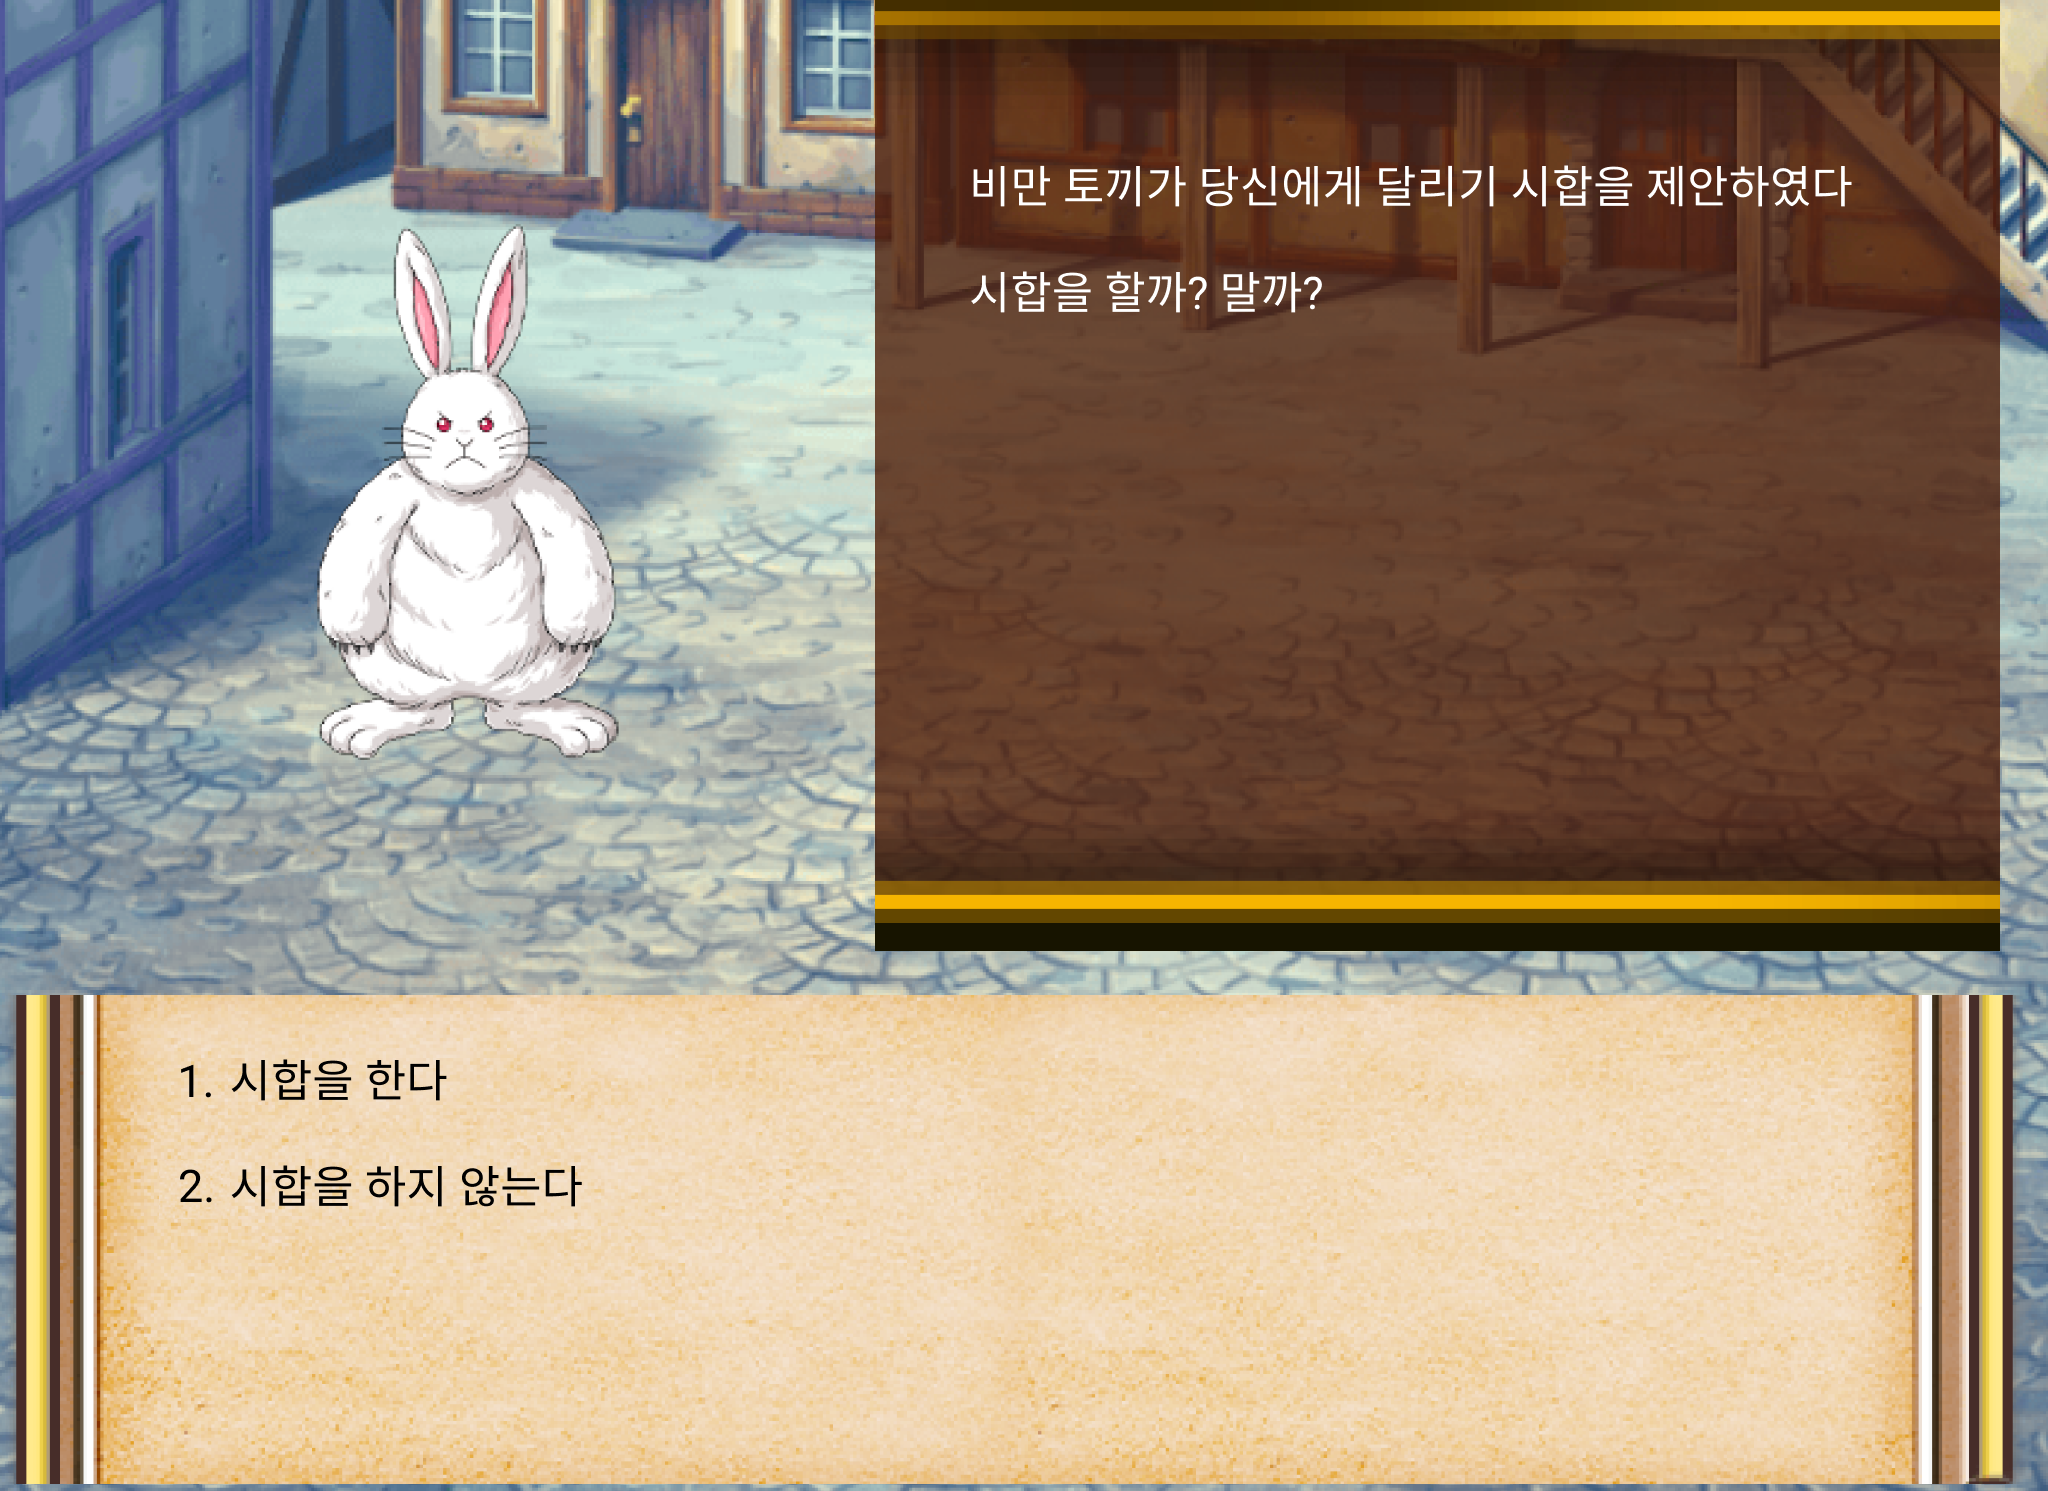 비만 토끼가 당신에게 달리기 시합을 제안하였다
시합을 할까? 말까?
1. 시합을 한다
2. 시합을 하지 않는다